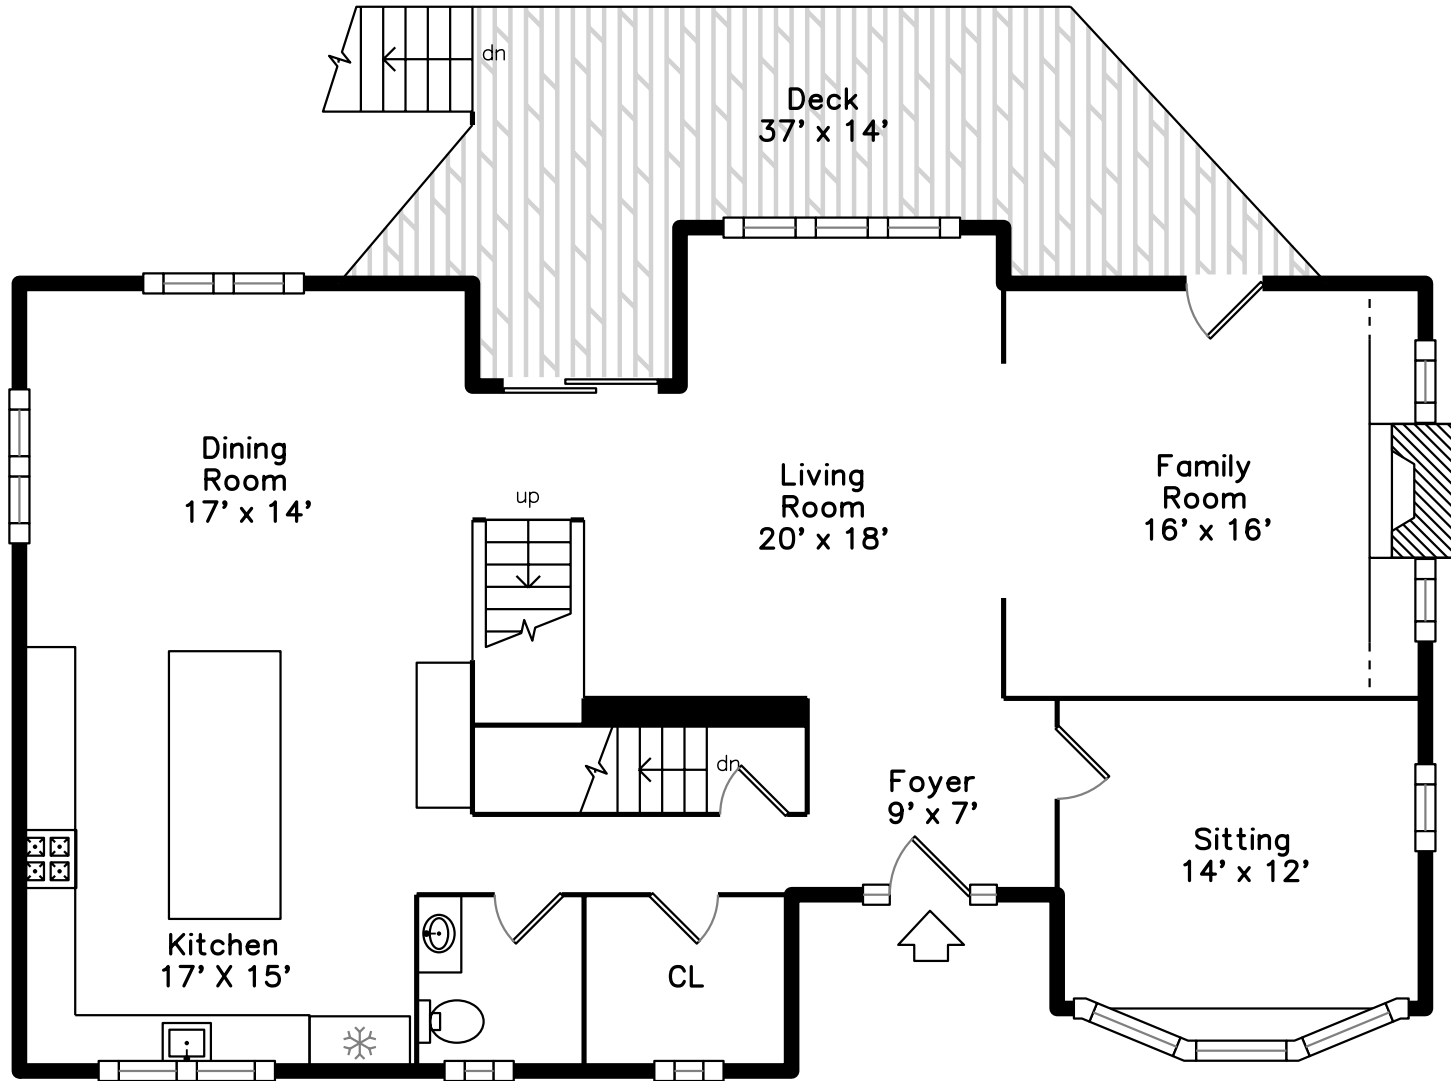 dn
Deck
37' x 14'
Dining
Room
17' x 14'
up
Living
Room
20' x 18'
Family
Room
16' x 16'
dn
Foyer
9' x 7'
Sitting
14' x 12'
Kitchen
17' X 15'
CL